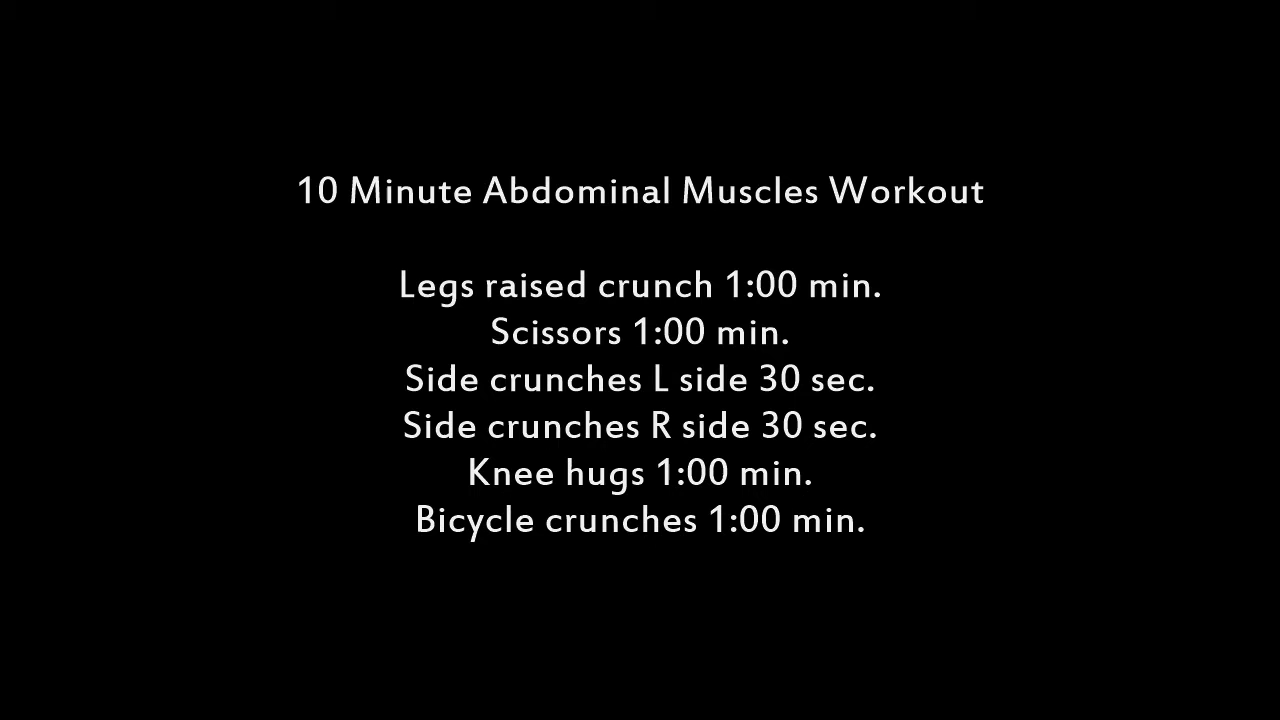 10 Minute Abdominal Muscles Workout
Legs raised crunch 1:00 min.
Scissors 1:00 min.
Side crunches L side 30 sec.
Side crunches R side 30 sec.
Knee hugs 1:00 min.
Bicycle crunches 1:00 min.